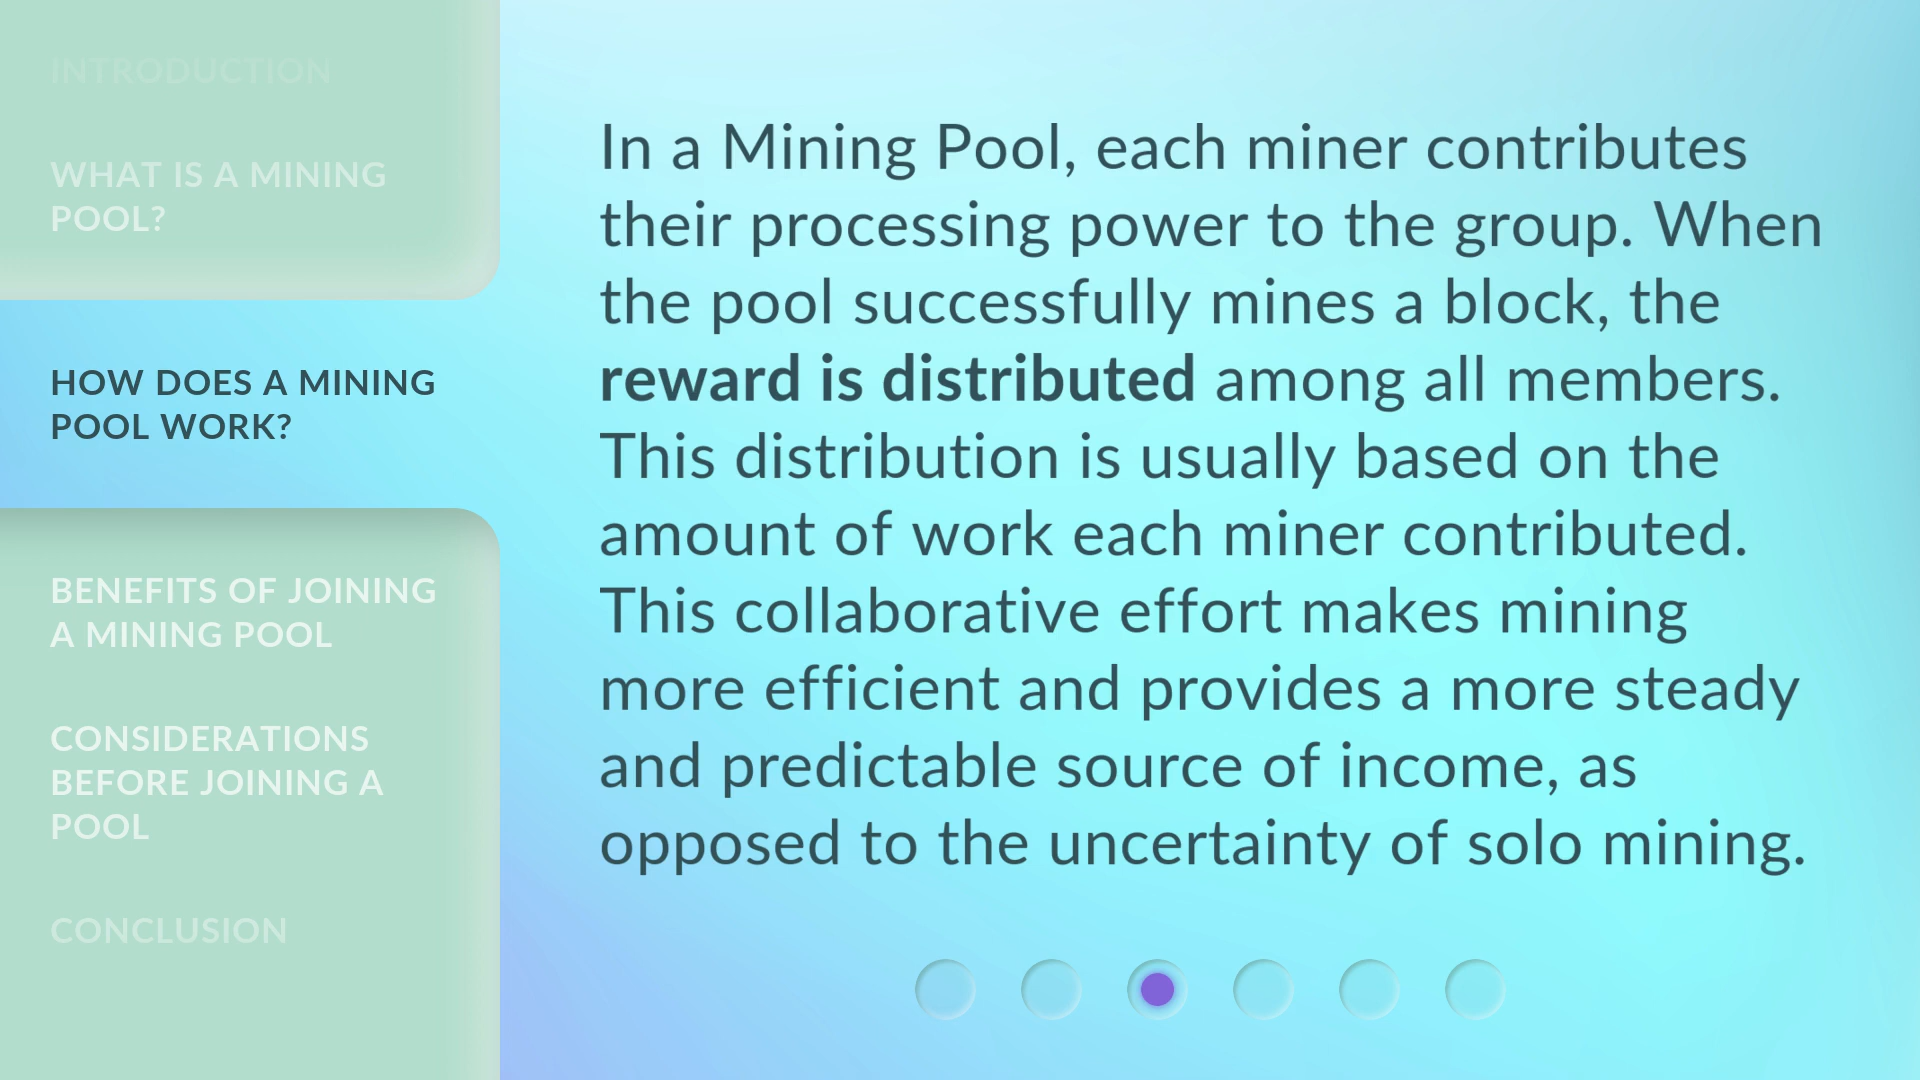 INTRODUCTION
WHAT IS A MINING
POOL?
HOW DOES A MINING
POOL WORK?
BENEFITS OF JOINING
A MINING POOL
CONSIDERATIONS
BEFORE JOINING A
POOL
CONCLUSION
In a Mining Pool, each miner contributes
their processing power to the group. When
the pool successfully mines a block, the
reward is distributed among all members.
This distribution is usually based on the
amount of work each miner contributed.
This collaborative effort makes mining
more efficient and provides a more steady
and predictable source of income, as
opposed to the uncertainty of solo mining.